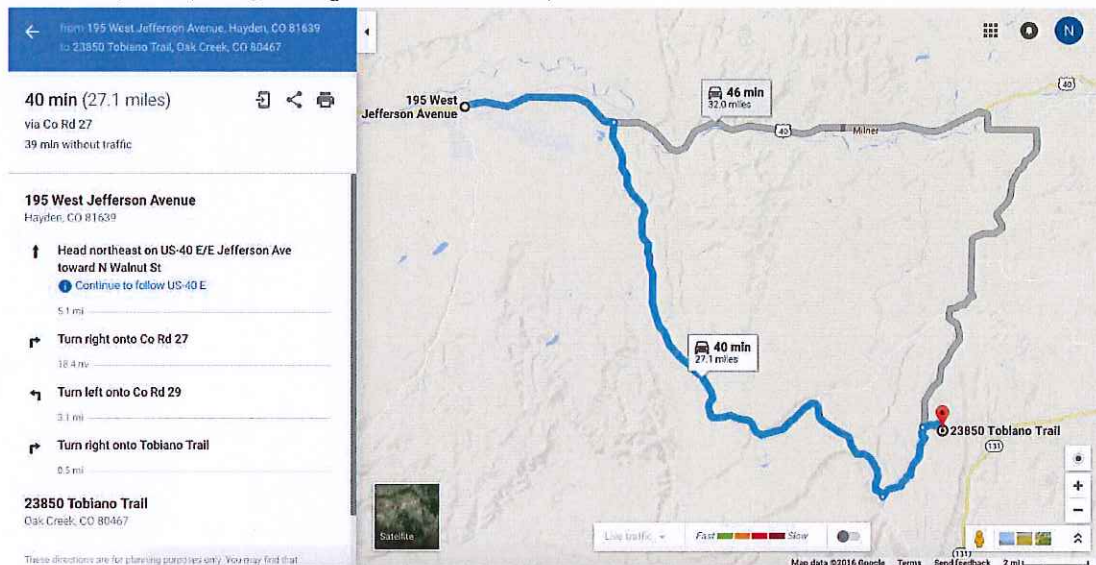 from 195 West Jefferson Avenue, Hayden, CO 81639
to 23850 Tobiano Trail, Oak Creek, CO 80467
40 min (27.1 miles)
via Co Rd 27
39 min without traffic
195 West Jefferson Avenue
Hayden, CO 81639
Head northeast on US-40 E/E Jefferson Ave
toward N Walnut St
Continue to follow US-40 E
5.1 mi
Turn right onto Co Rd 27
18.4 mi
Turn left onto Co Rd 29
3.1 mi
Turn right onto Tobiano Trail
0.5 mi
23850 Tobiano Trail
Oak Creek, CO 80467
These directions are for planning purposes only. You may find that
N
195 West
Jefferson Avenue
46 min
32.0 miles
40
40
Milner
40 min
27.1 miles
23850 Tobiano Trail
131
Satellite
Live traffic
Fast
Slow
131
Map data ©2016 Google
Terms
Send feedback
2 mi